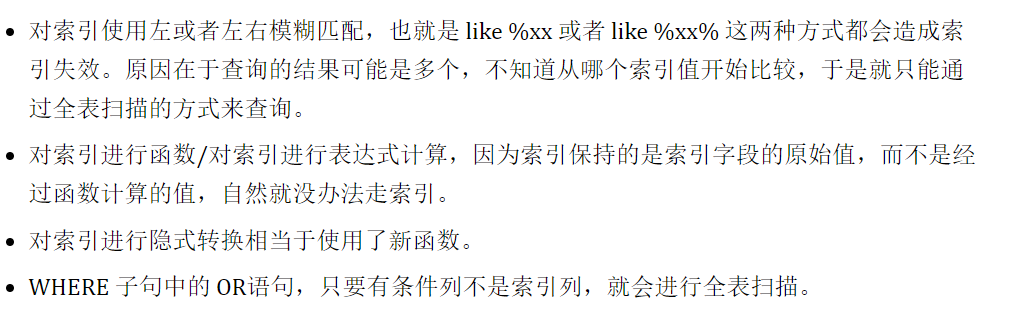 • 对索引使用左或者左右模糊匹配，也就是 like %xx 或者 like %xx% 这两种方式都会造成索
引失效。原因在于查询的结果可能是多个，不知道从哪个索引值开始比较，于是就只能通
过全表扫描的方式来查询。
• 对索引进行函数/对索引进行表达式计算，因为索引保持的是索引字段的原始值，而不是经
过函数计算的值，自然就没办法走索引。
• 对索引进行隐式转换相当于使用了新函数。
• WHERE 子句中的 OR语句，只要有条件列不是索引列，就会进行全表扫描。